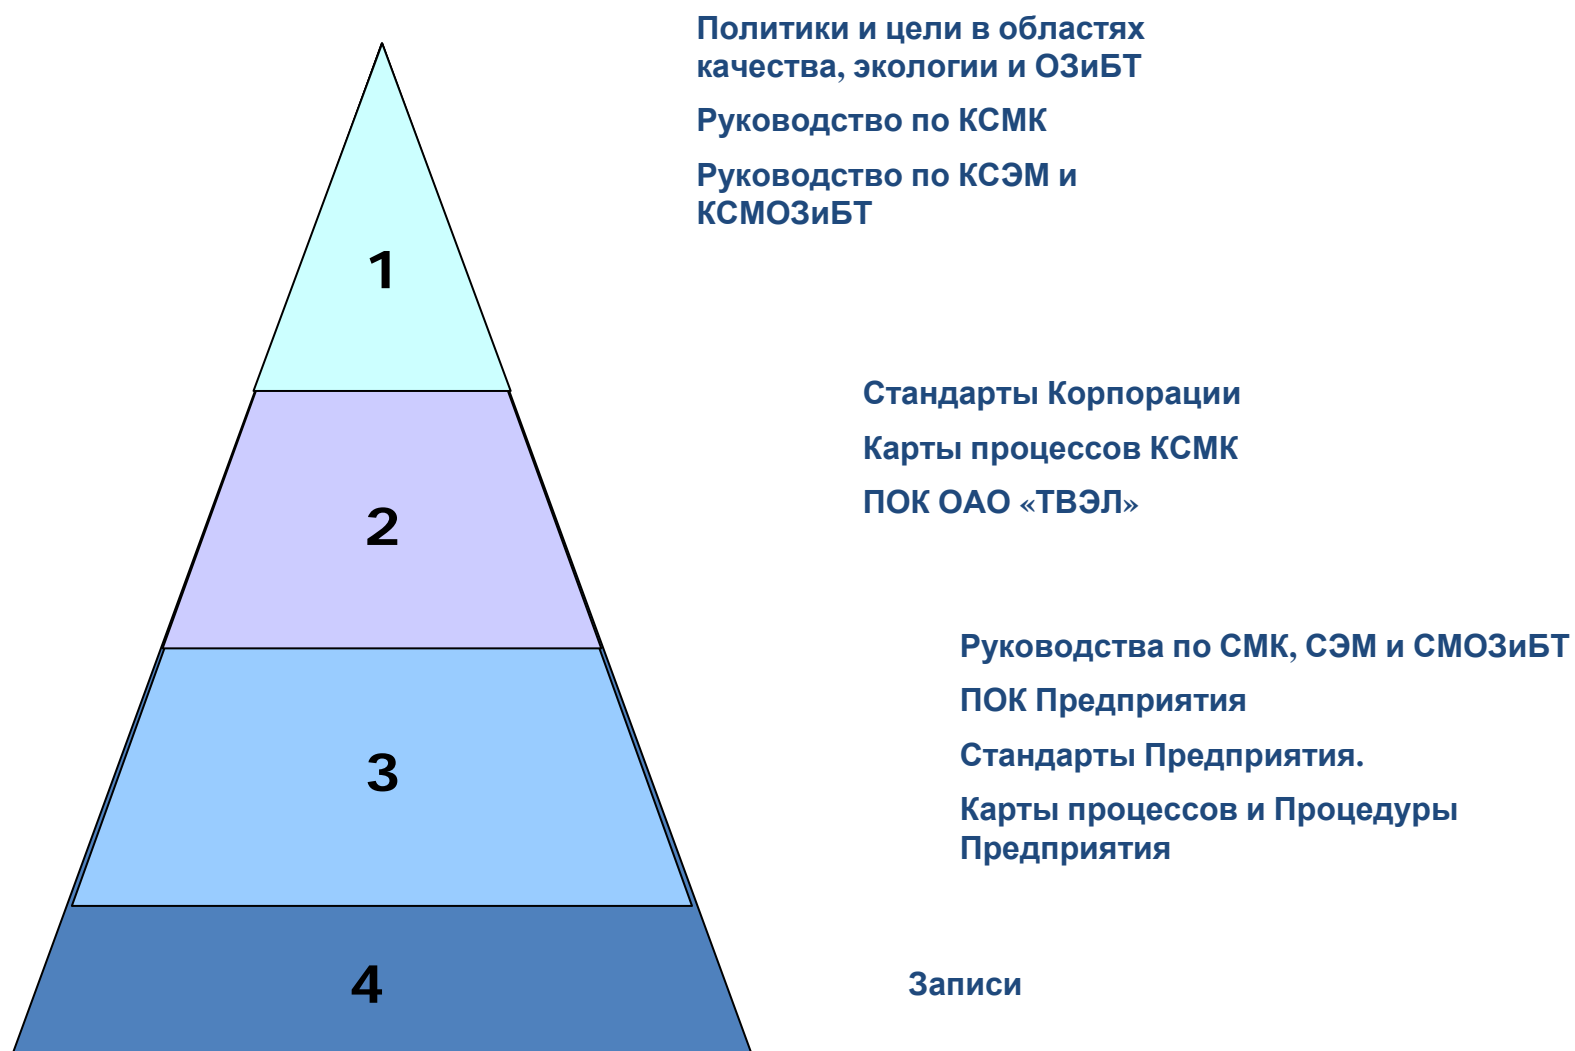 Политики и цели в областях
качества, экологии и ОЗиБТ
Руководство по КСМК
Руководство по КСЭМ и
КСМОЗиБТ
1
Стандарты Корпорации
Карты процессов КСМК
ПОК ОАО «ТВЭЛ»
2
Руководства по СМК, СЭМ и СМОЗиБТ
ПОК Предприятия
Стандарты Предприятия.
Карты процессов и Процедуры
Предприятия
3
4
Записи